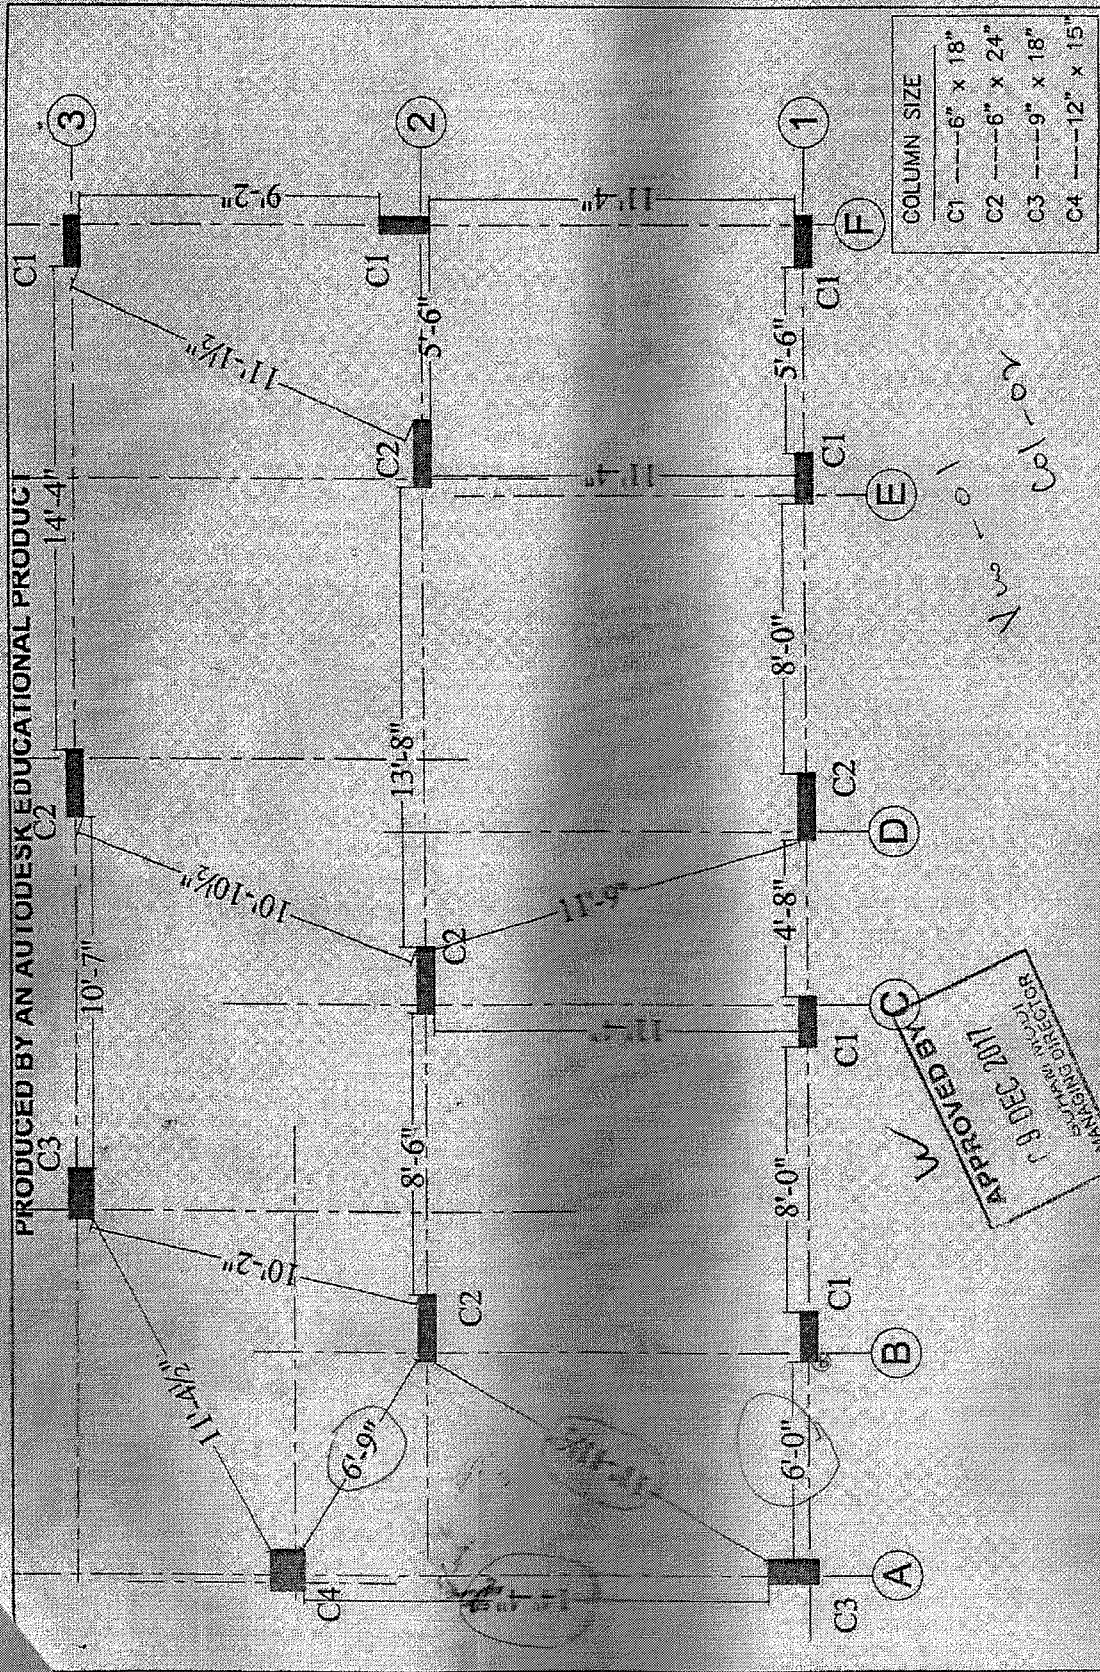 PRODUCED BY AN AUTODESK EDUCATIONAL PRODUCT
C3
10'-7"
C2
14'-4"
C1
3
11'-4½"
10'-2"
10'-10½"
11'-1½"
9'-2"
C4
6'-9"
C2
8'-6"
C2
13'-8"
C2
5'-6"
C1
2
11'-9"
11'-4"
11'-4"
C3
6'-0"
C1
8'-0"
C1
4'-8"
C2
8'-0"
C1
5'-6"
C1
1
A
B
C
D
E
F
COLUMN SIZE
C1 ----6" x 18"
C2 ----6" x 24"
C3 ----9" x 18"
C4 ----12" x 15"
Col-02
APPROVED BY
DEC 2017
MANAGING DIRECTOR